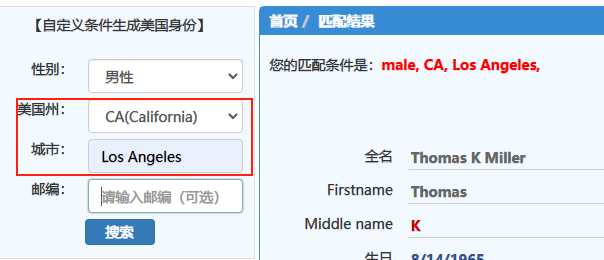 【自定义条件生成美国身份】
性别： 男性
美国州： CA(California)
城市： Los Angeles
邮编： 请输入邮编（可选）
搜索
首页 / 匹配结果
您的匹配条件是：male, CA, Los Angeles,
全名 Thomas K Miller
Firstname Thomas
Middle name K
生日 8/14/1965